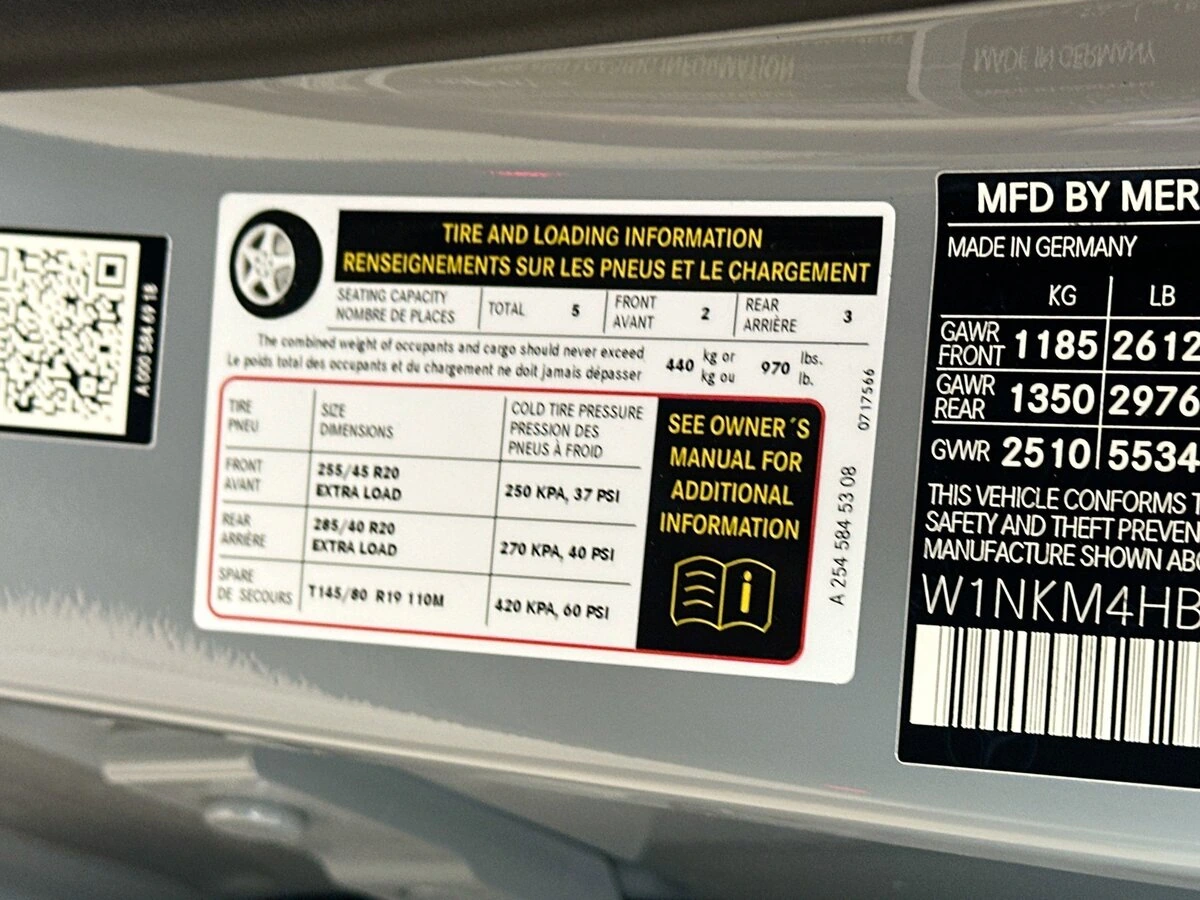 A 000 584 69 18
TIRE AND LOADING INFORMATION
RENSEIGNEMENTS SUR LES PNEUS ET LE CHARGEMENT
SEATING CAPACITY
NOMBRE DE PLACES
TOTAL 5
FRONT
AVANT
2
REAR
ARRIÈRE
3
The combined weight of occupants and cargo should never exceed
Le poids total des occupants et du chargement ne doit jamais dépasser
440 kg or
kg ou
970 lbs.
lb.
TIRE
PNEU
SIZE
DIMENSIONS
COLD TIRE PRESSURE
PRESSION DES
PNEUS À FROID
FRONT
AVANT
255/45 R20
EXTRA LOAD
250 KPA, 37 PSI
REAR
ARRIÈRE
285/40 R20
EXTRA LOAD
270 KPA, 40 PSI
SPARE
DE SECOURS
T145/80 R19 110M
420 KPA, 60 PSI
SEE OWNER´S
MANUAL FOR
ADDITIONAL
INFORMATION
0717566
A 254 584 53 08
MFD BY MER
MADE IN GERMANY
KG LB
GAWR
FRONT
1185 2612
GAWR
REAR
1350 2976
GVWR 2510 5534
THIS VEHICLE CONFORMS T
SAFETY AND THEFT PREVEN
MANUFACTURE SHOWN ABO
W1NKM4HB